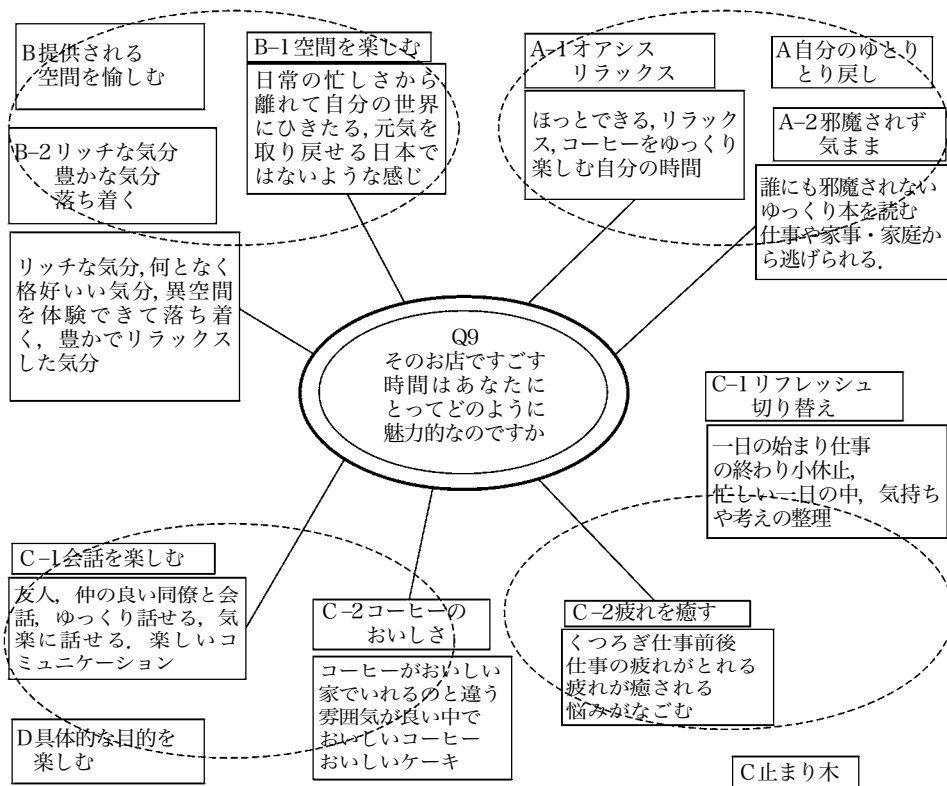 B提供される
空間を愉しむ
B–1空間を楽しむ
日常の忙しさから
離れて自分の世界
にひきたる, 元気を
取り戻せる日本で
はないような感じ
B–2リッチな気分
豊かな気分
落ち着く
リッチな気分, 何となく
格好いい気分, 異空間
を体験できて落ち着
く，豊かでリラックス
した気分
A–1オアシス
リラックス
ほっとできる, リラック
ス, コーヒーをゆっくり
楽しむ自分の時間
A自分のゆとり
とり戻し
A–2邪魔されず
気まま
誰にも邪魔されない
ゆっくり本を読む
仕事や家事・家庭か
ら逃げられる．
Q9
そのお店ですごす
時間はあなたに
とってどのように
魅力的なのですか
C–1リフレッシュ
切り替え
一日の始まり仕事
の終わり小休止,
忙しい一日の中，気持ち
や考えの整理
C–1会話を楽しむ
友人，仲の良い同僚と会
話，ゆっくり話せる，気
楽に話せる．楽しいコ
ミュニケーション
C–2コーヒーの
おいしさ
コーヒーがおいしい
家でいれるのと違う
雰囲気が良い中で
おいしいコーヒー
おいしいケーキ
C–2疲れを癒す
くつろぎ仕事前後
仕事の疲れがとれる
疲れが癒される
悩みがなごむ
D具体的な目的を
楽しむ
C止まり木